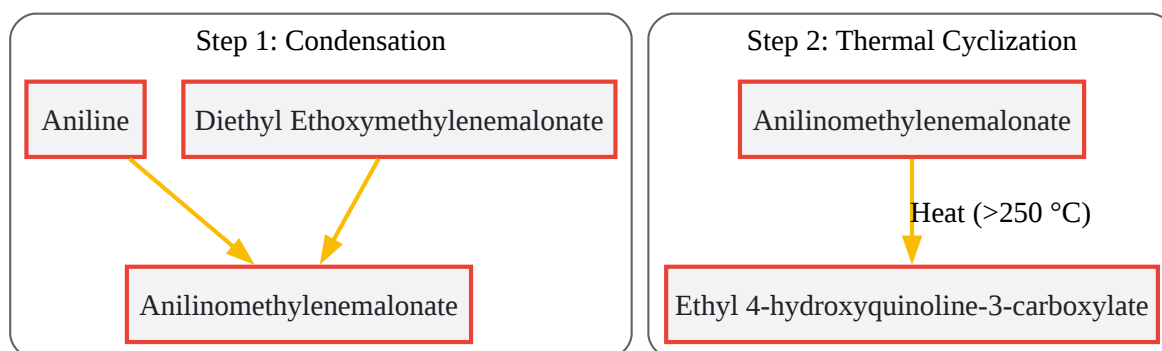 Step 1: Condensation
Aniline
Diethyl Ethoxymethylenemalonate
Anilinomethylenemalonate
Step 2: Thermal Cyclization
Anilinomethylenemalonate
Heat (>250 °C)
Ethyl 4-hydroxyquinoline-3-carboxylate